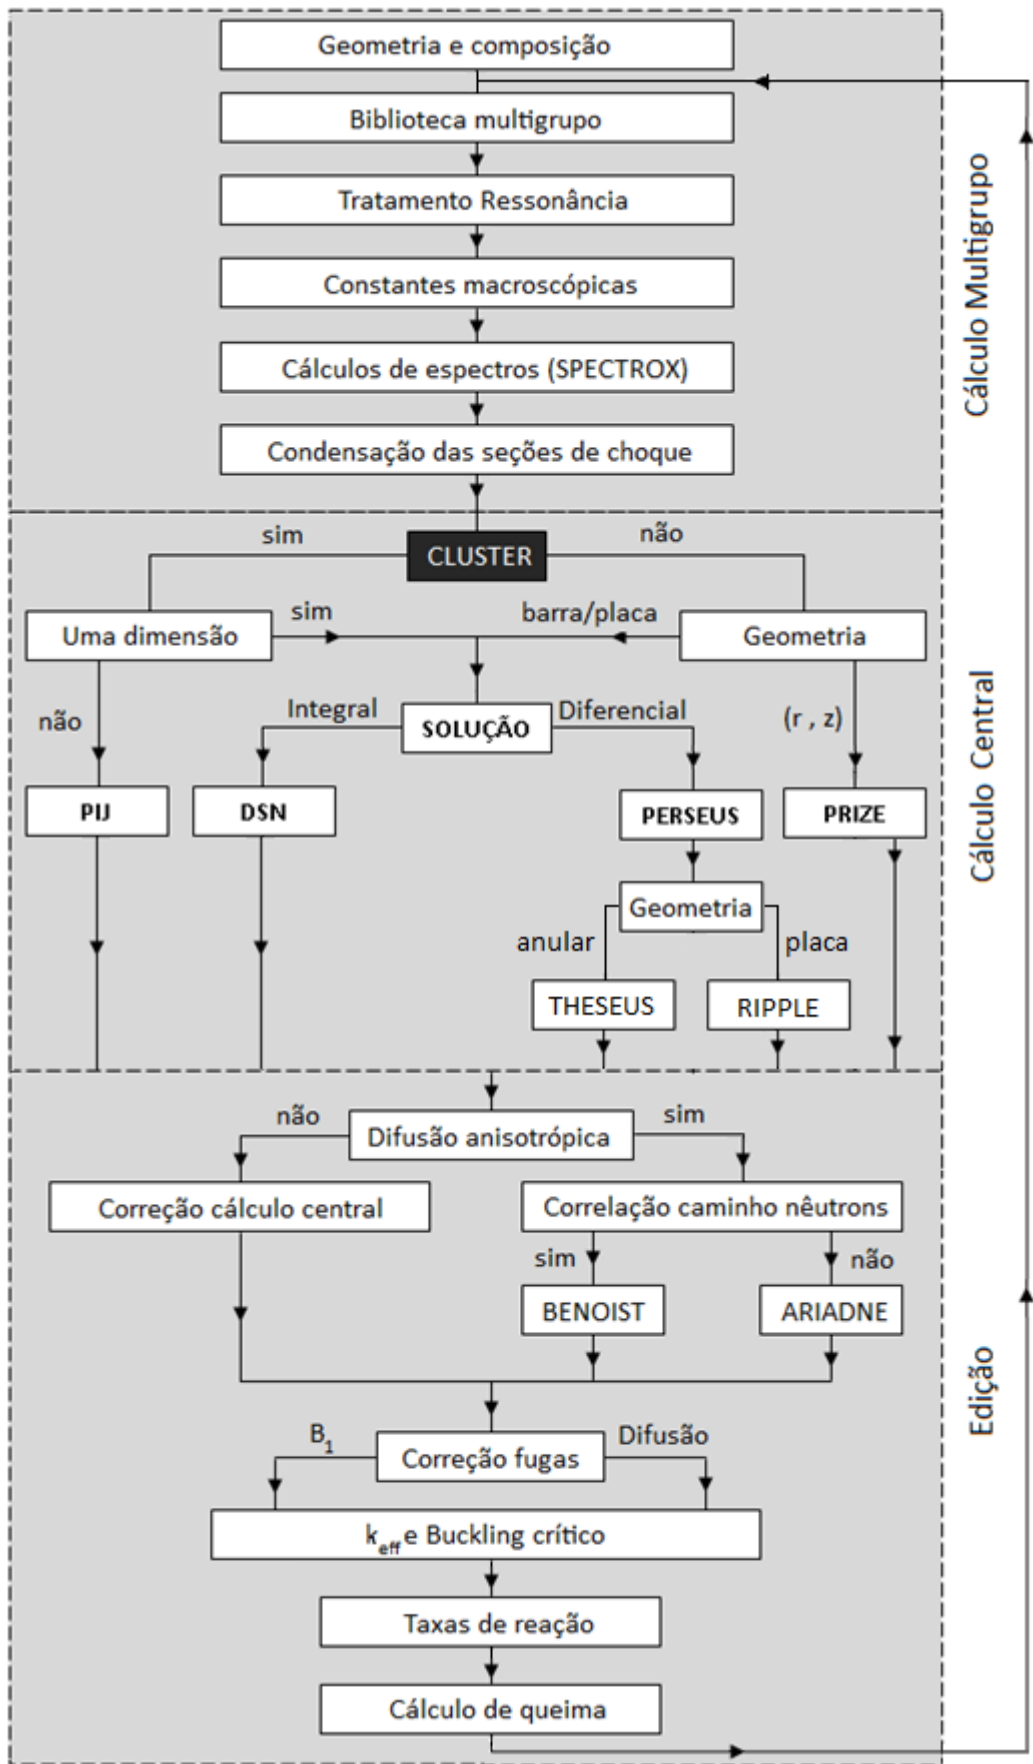 Geometria e composição
Biblioteca multigrupo
Tratamento Ressonância
Constantes macroscópicas
Cálculos de espectros (SPECTROX)
Condensação das seções de choque
Cálculo Multigrupo
sim
CLUSTER
não
Uma dimensão
sim
barra/placa
Geometria
não
Integral
SOLUÇÃO
Diferencial
(r , z)
PIJ
DSN
PERSEUS
PRIZE
Geometria
anular
placa
THESEUS
RIPPLE
Cálculo Central
não
Difusão anisotrópica
sim
Correção cálculo central
Correlação caminho nêutrons
sim
não
BENOIST
ARIADNE
B₁
Correção fugas
Difusão
k_eff e Buckling crítico
Taxas de reação
Cálculo de queima
Edição